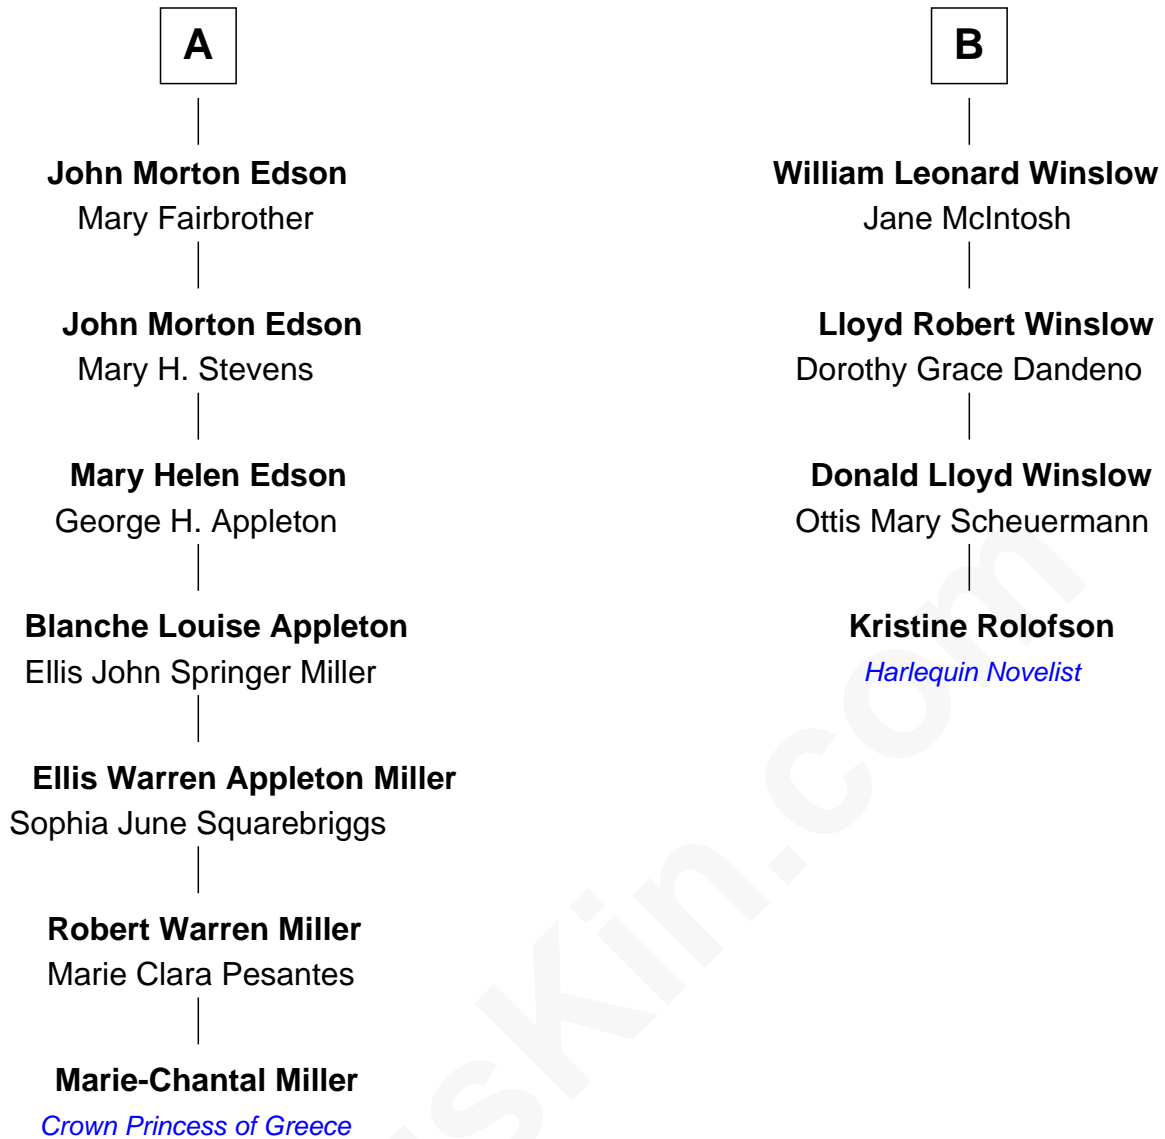 A
John Morton Edson
Mary Fairbrother
John Morton Edson
Mary H. Stevens
Mary Helen Edson
George H. Appleton
Blanche Louise Appleton
Ellis John Springer Miller
Ellis Warren Appleton Miller
Sophia June Squarebriggs
Robert Warren Miller
Marie Clara Pesantes
Marie-Chantal Miller
Crown Princess of Greece
B
William Leonard Winslow
Jane McIntosh
Lloyd Robert Winslow
Dorothy Grace Dandeno
Donald Lloyd Winslow
Ottis Mary Scheuermann
Kristine Rolofson
Harlequin Novelist
sKin.com